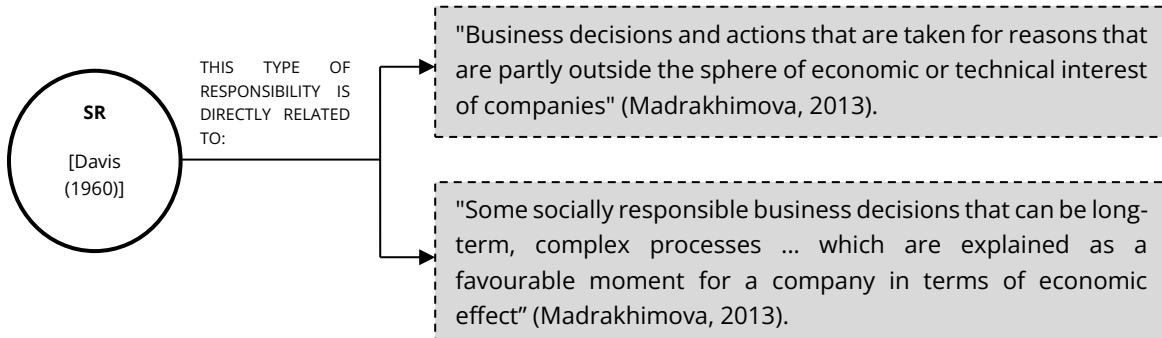 SR
[Davis
(1960)]
THIS TYPE OF
RESPONSIBILITY IS
DIRECTLY RELATED
TO:
"Business decisions and actions that are taken for reasons that
are partly outside the sphere of economic or technical interest
of companies" (Madrakhimova, 2013).
"Some socially responsible business decisions that can be long-
term, complex processes ... which are explained as a
favourable moment for a company in terms of economic
effect” (Madrakhimova, 2013).